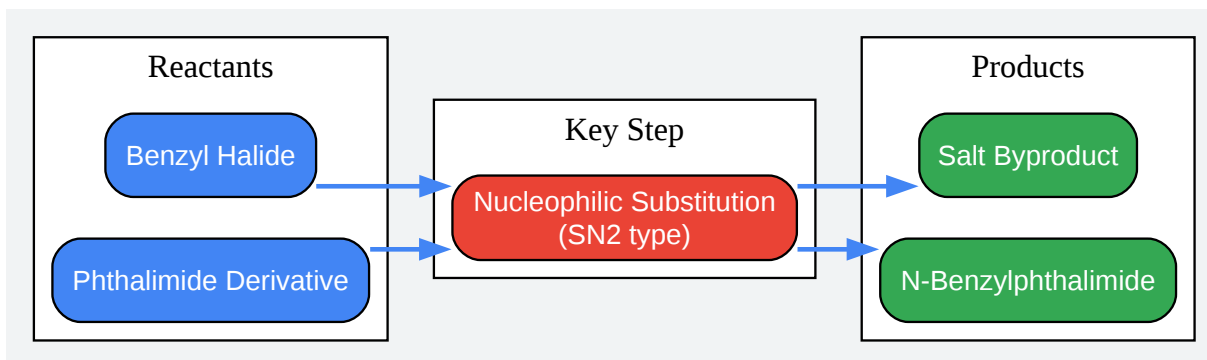 Reactants
Benzyl Halide
Phthalimide Derivative
Key Step
Nucleophilic Substitution
(SN2 type)
Products
Salt Byproduct
N-Benzylphthalimide